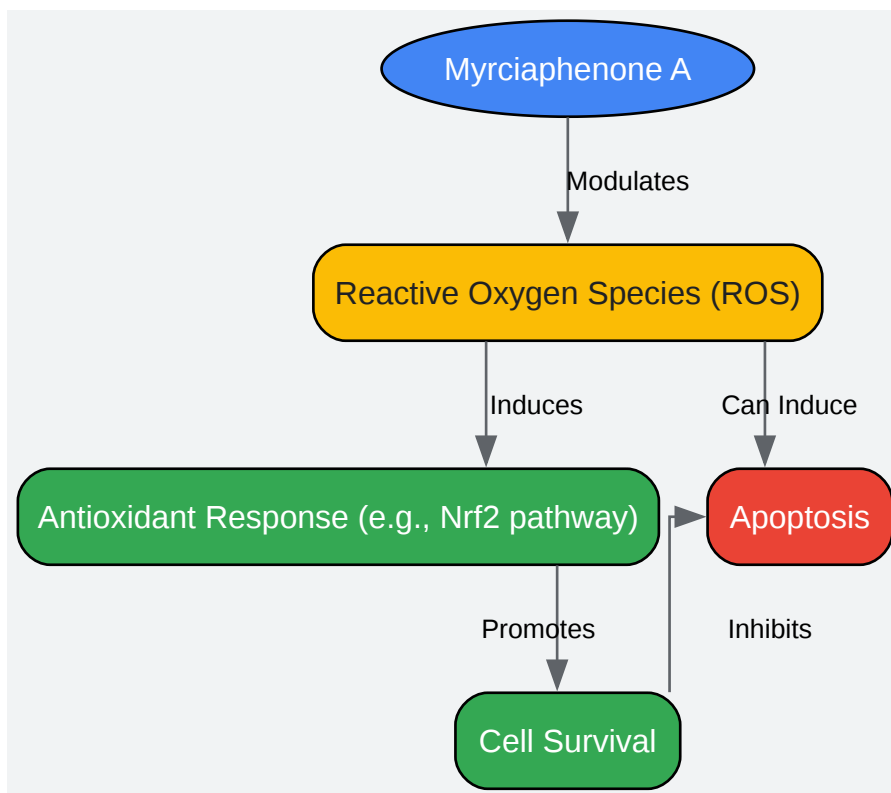 Myrciaphenone A
Modulates
Reactive Oxygen Species (ROS)
Induces
Can Induce
Antioxidant Response (e.g., Nrf2 pathway)
Apoptosis
Promotes
Inhibits
Cell Survival